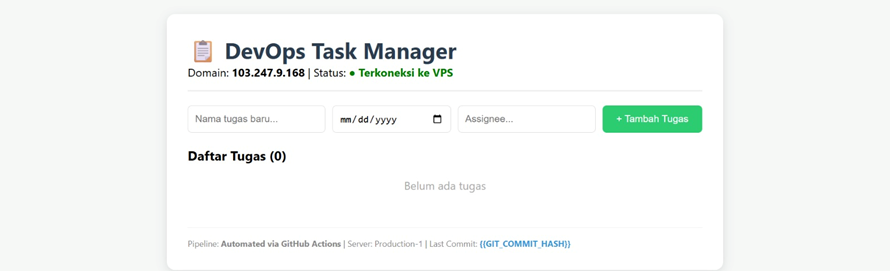 📋 DevOps Task Manager
Domain: 103.247.9.168 | Status: ● Terkoneksi ke VPS
Nama tugas baru... mm/dd/yyyy Assignee... + Tambah Tugas
Daftar Tugas (0)
Belum ada tugas
Pipeline: Automated via GitHub Actions | Server: Production-1 | Last Commit: {{GIT_COMMIT_HASH}}